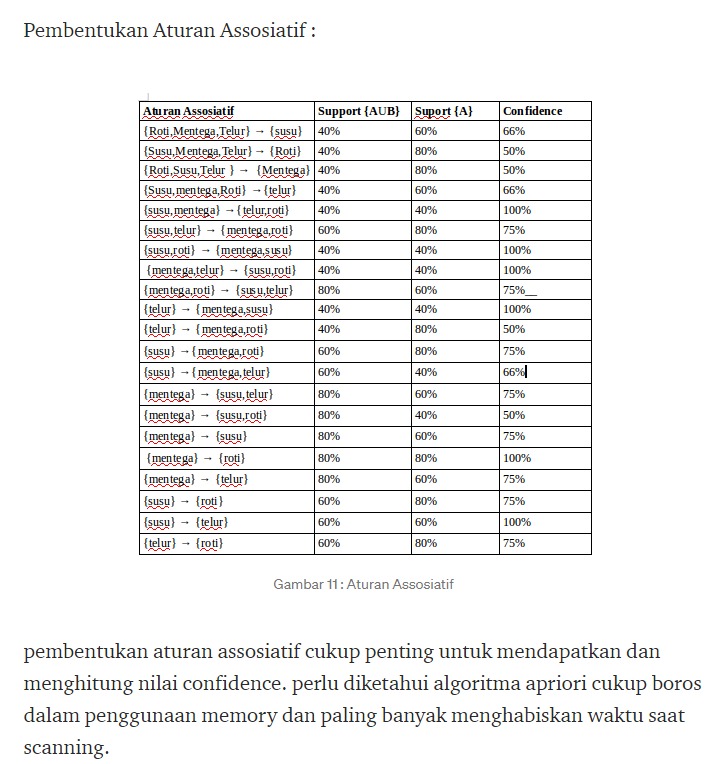 Pembentukan Aturan Assosiatif :
Aturan Assosiatif Support {AUB} Suport {A} Confidence
{Roti,Mentega,Telur} → {susu} 40% 60% 66%
{Susu,Mentega,Telur} → {Roti} 40% 80% 50%
{Roti,Susu,Telur } → {Mentega} 40% 80% 50%
{Susu,mentega,Roti} →{telur} 40% 60% 66%
{susu,mentega} →{telur,roti} 40% 40% 100%
{susu,telur} → {mentega,roti} 60% 80% 75%
{susu,roti} → {mentega,susu} 40% 40% 100%
{mentega,telur} → {susu,roti} 40% 40% 100%
{mentega,roti} → {susu,telur} 80% 60% 75%__
{telur} → {mentega,susu} 40% 40% 100%
{telur} → {mentega,roti} 40% 80% 50%
{susu} →{mentega,roti} 60% 80% 75%
{susu} →{mentega,telur} 60% 40% 66%
{mentega} → {susu,telur} 80% 60% 75%
{mentega} → {susu,roti} 80% 40% 50%
{mentega} → {susu} 80% 60% 75%
{mentega} → {roti} 80% 80% 100%
{mentega} → {telur} 80% 60% 75%
{susu} → {roti} 60% 80% 75%
{susu} → {telur} 60% 60% 100%
{telur} → {roti} 60% 80% 75%
Gambar 11 : Aturan Assosiatif
pembentukan aturan assosiatif cukup penting untuk mendapatkan dan
menghitung nilai confidence. perlu diketahui algoritma apriori cukup boros
dalam penggunaan memory dan paling banyak menghabiskan waktu saat
scanning.